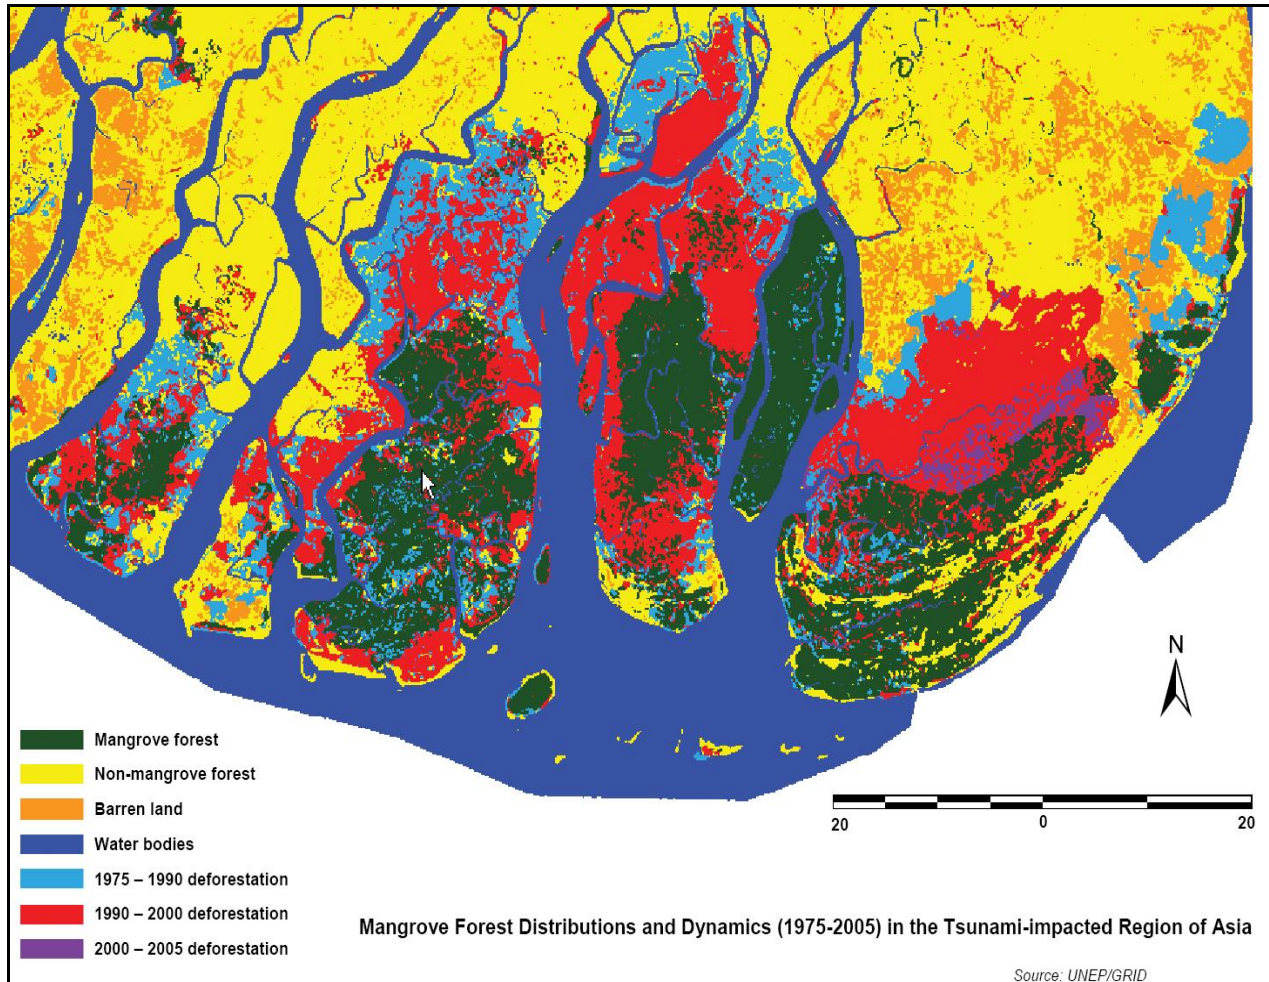 N
Mangrove forest
Non-mangrove forest
Barren land
Water bodies
1975 – 1990 deforestation
1990 – 2000 deforestation
2000 – 2005 deforestation
20 0 20
Mangrove Forest Distributions and Dynamics (1975-2005) in the Tsunami-impacted Region of Asia
Source: UNEP/GRID